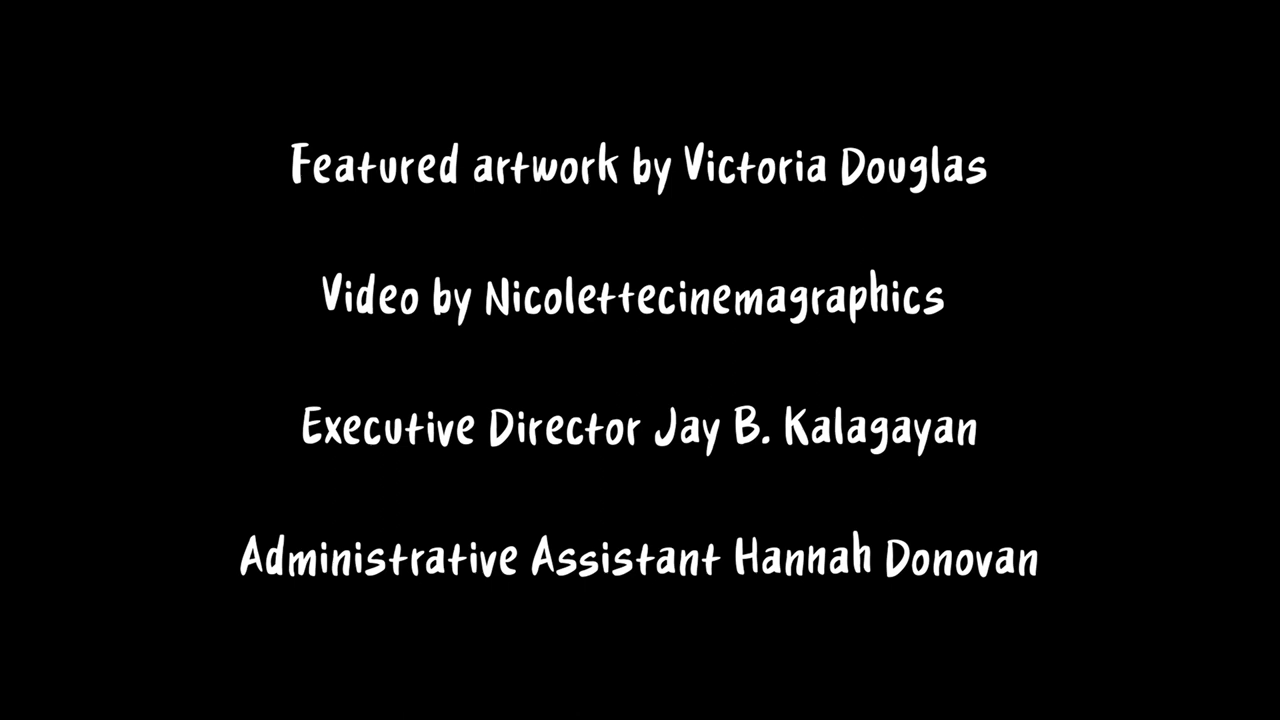 Featured artwork by Victoria Douglas
Video by Nicolettecinemagraphics
Executive Director Jay B. Kalagayan
Administrative Assistant Hannah Donovan